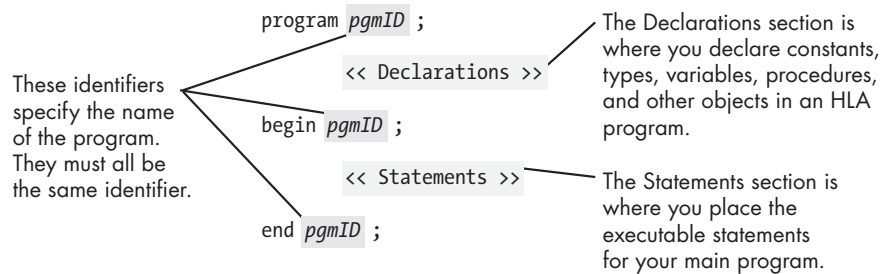 program pgmID ;
<< Declarations >>
begin pgmID ;
<< Statements >>
end pgmID ;
These identifiers
specify the name
of the program.
They must all be
the same identifier.
The Declarations section is
where you declare constants,
types, variables, procedures,
and other objects in an HLA
program.
The Statements section is
where you place the
executable statements
for your main program.